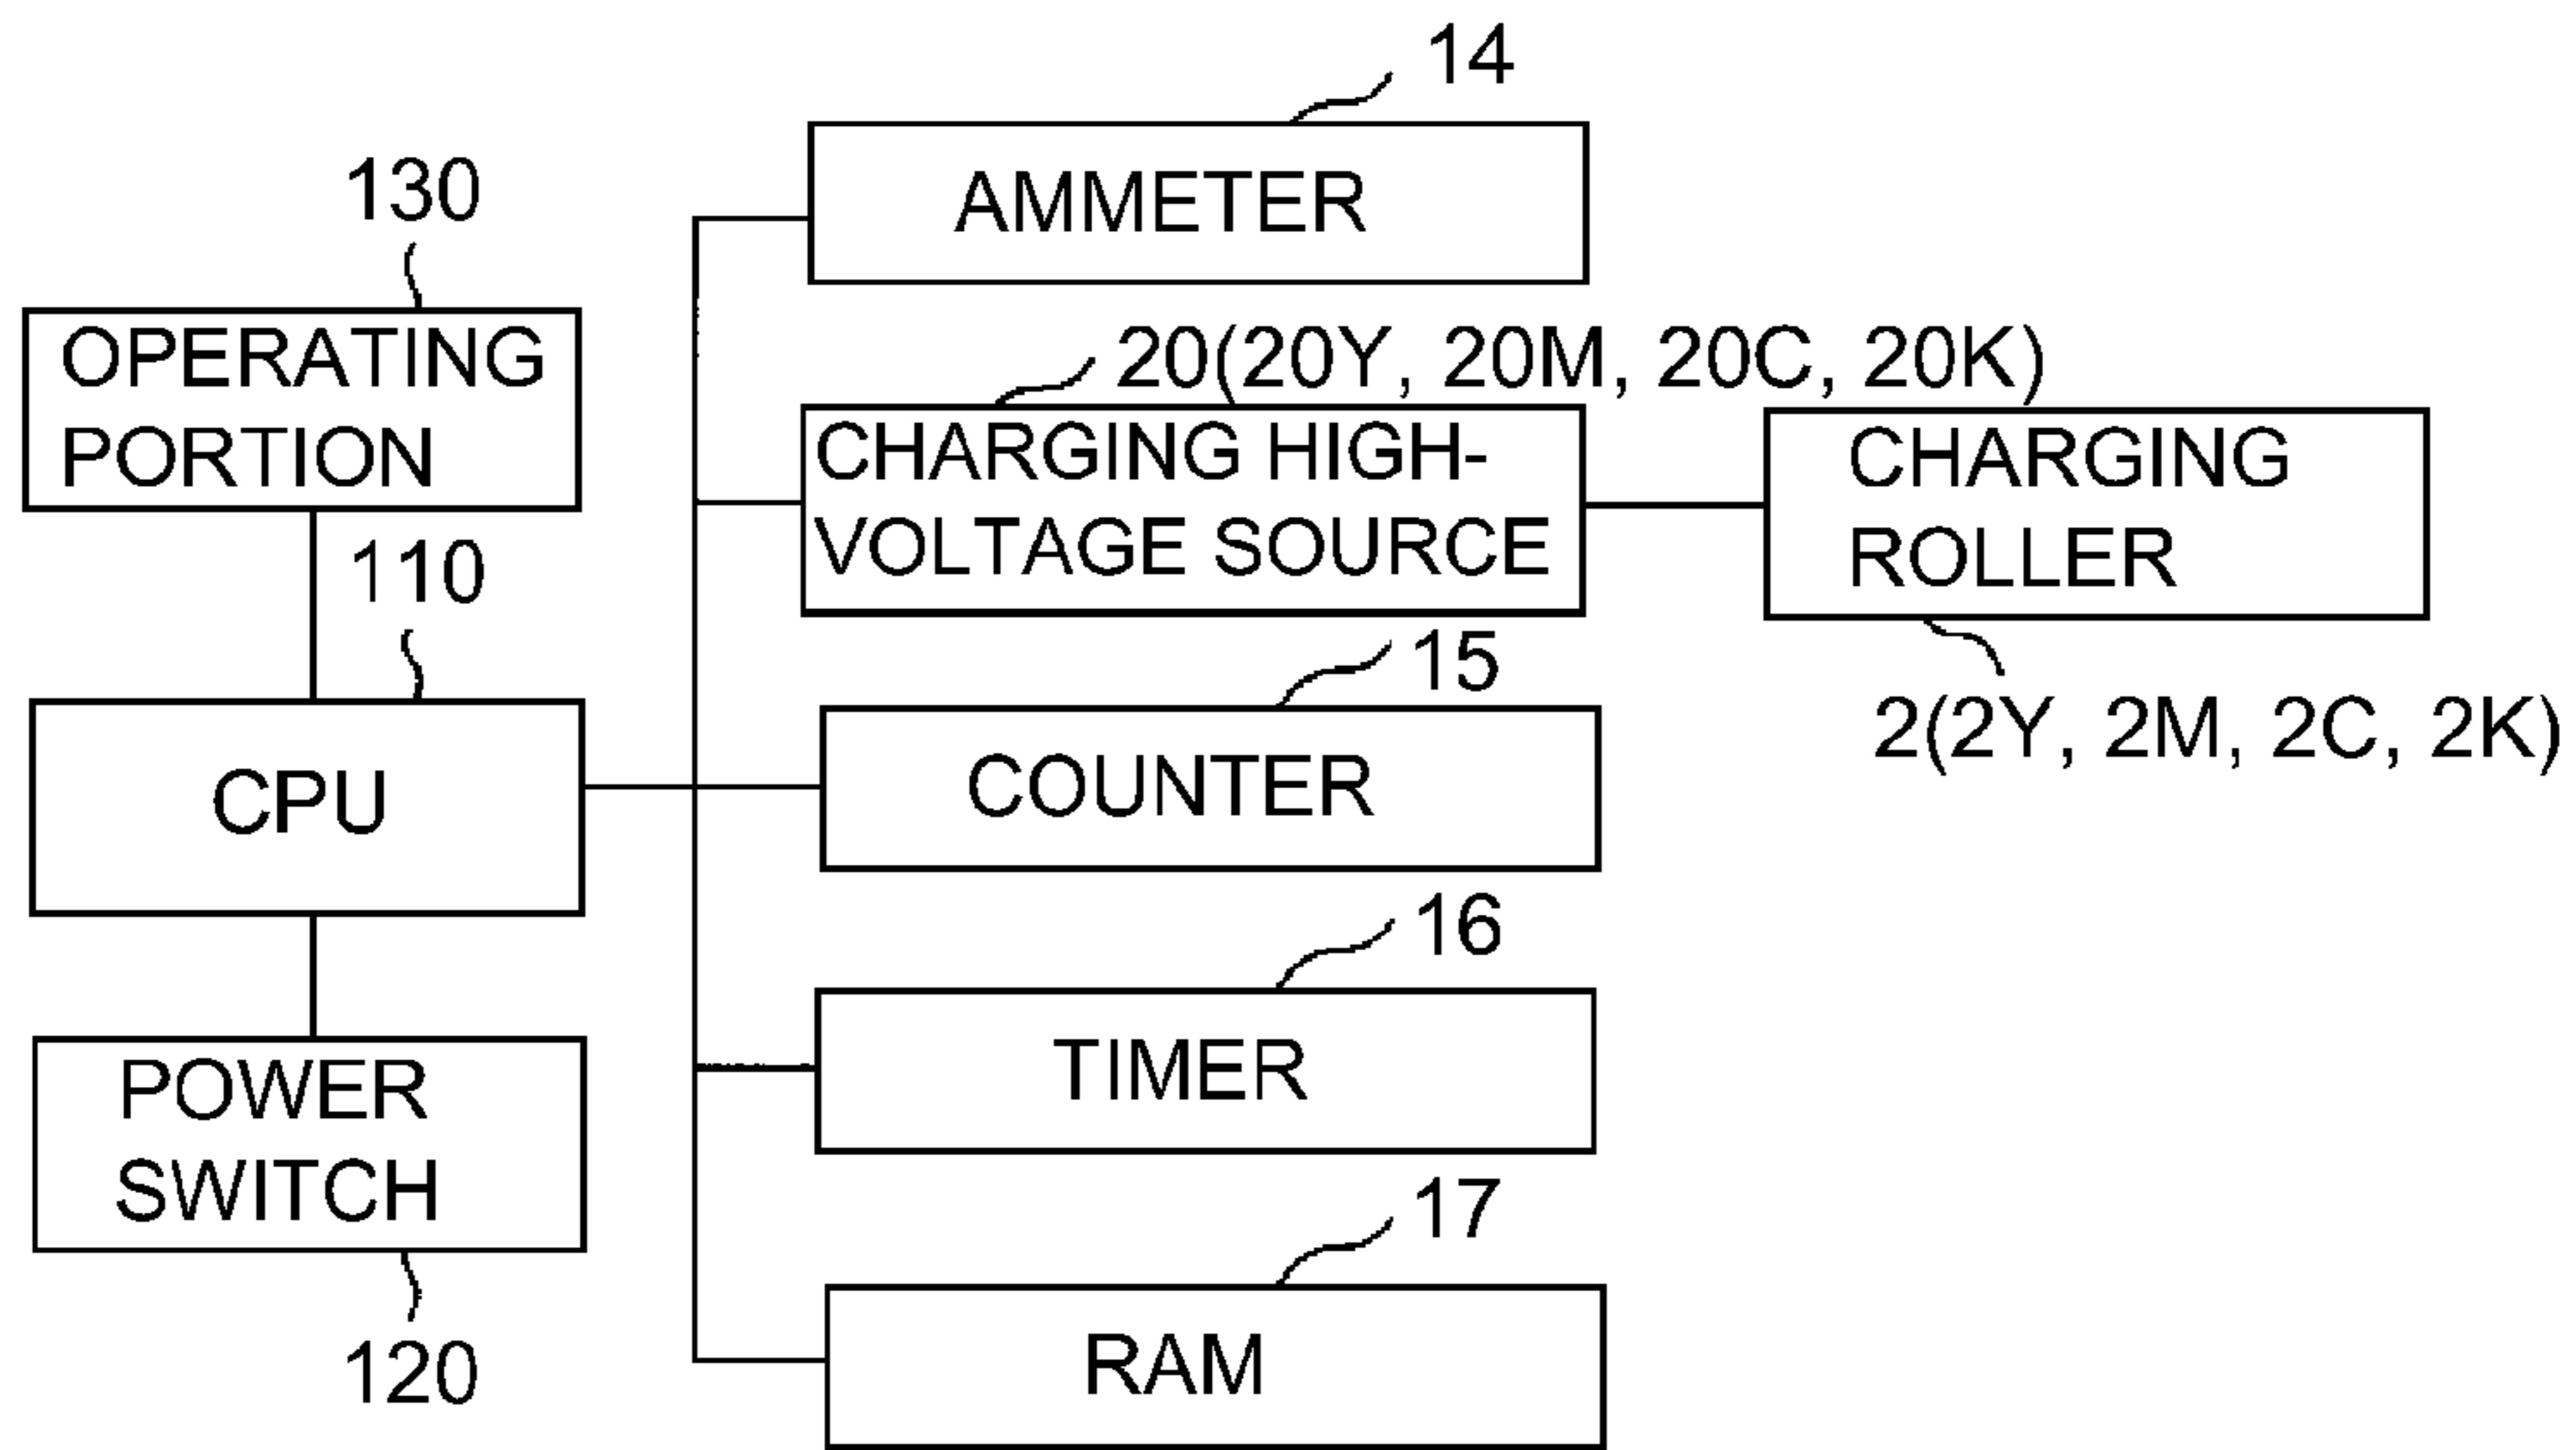 14
AMMETER
130
OPERATING
PORTION
20(20Y, 20M, 20C, 20K)
CHARGING HIGH-
VOLTAGE SOURCE
CHARGING
ROLLER
2(2Y, 2M, 2C, 2K)
110
CPU
15
COUNTER
16
TIMER
POWER
SWITCH
120
17
RAM